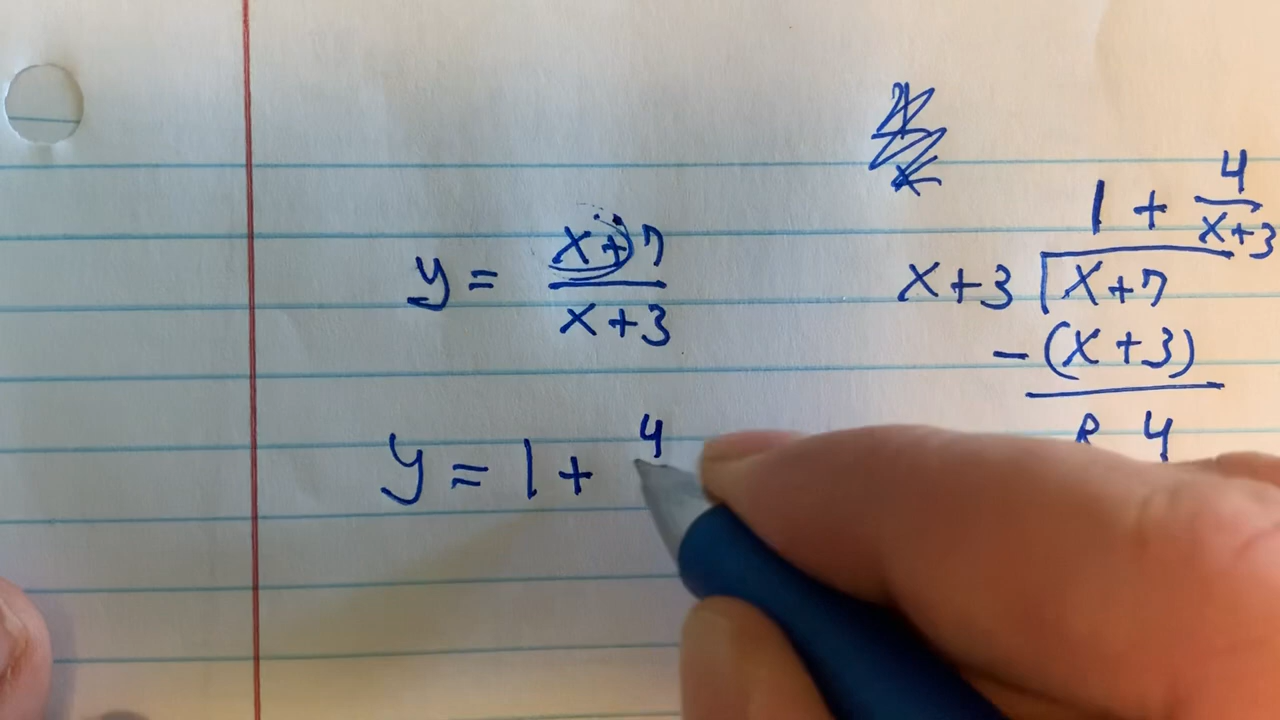 y = x+7 / x+3
y = 1 + 4
1 + 4 / x+3
x+3 x+7
- (x+3)
R 4